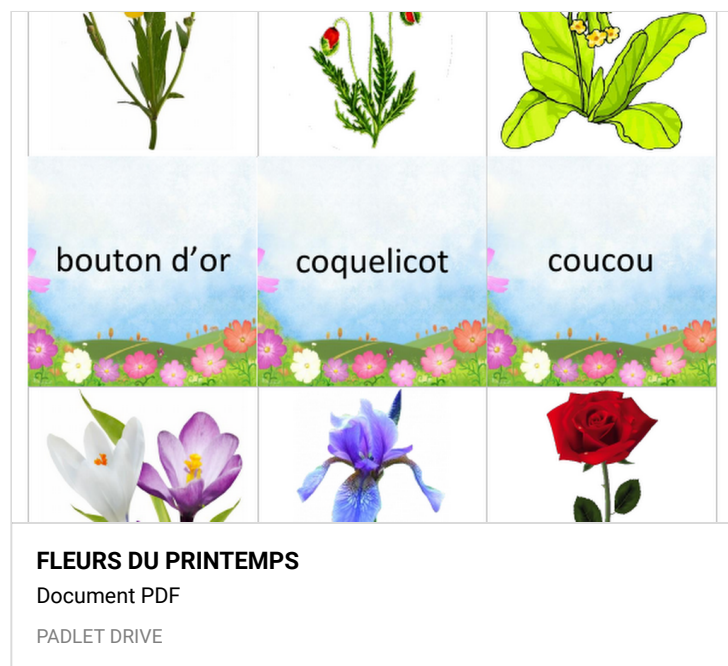 bouton d’or
coquelicot
coucou
FLEURS DU PRINTEMPS
Document PDF
PADLET DRIVE